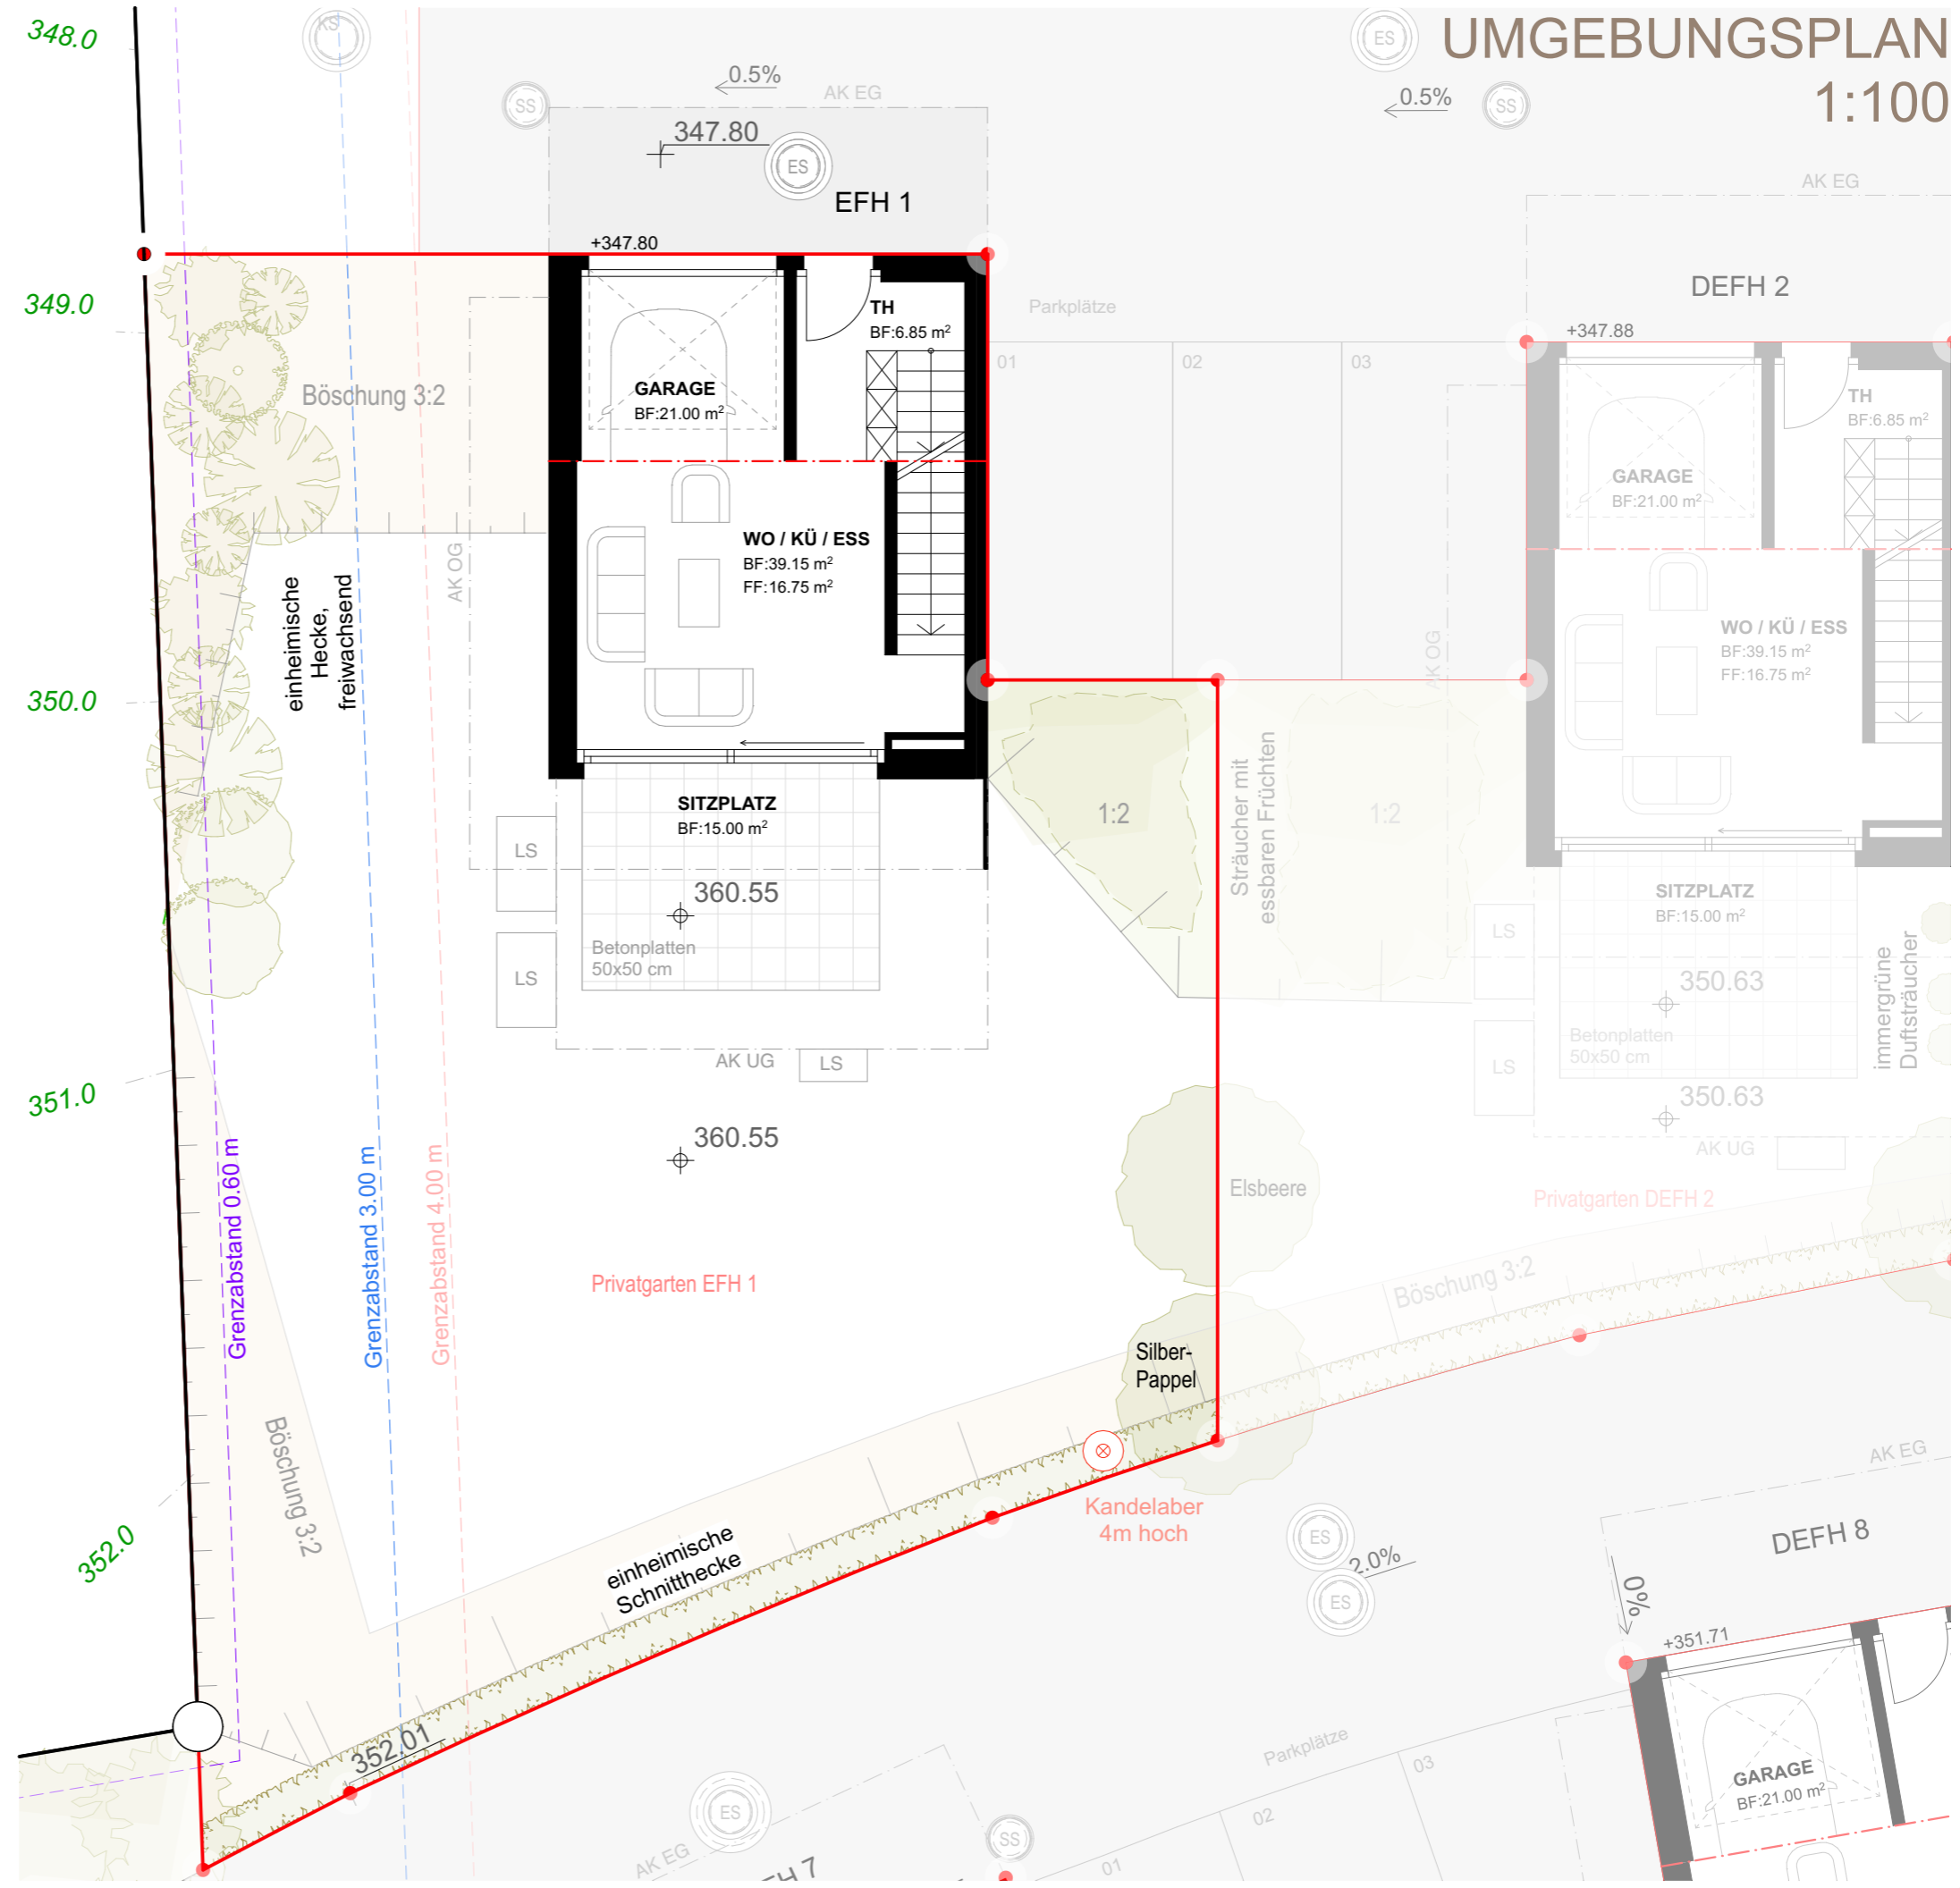 UMGEBUNGSPLAN
1:100
348.0
KS
SS
0.5%
AK EG
ES
0.5%
SS
347.80
ES
EFH 1
AK EG
+347.80
349.0
Böschung 3:2
TH
BF:6.85 m²
GARAGE
BF:21.00 m²
Parkplätze
01
02
03
DEFH 2
+347.88
TH
BF:6.85 m²
GARAGE
BF:21.00 m²
AK OG
einheimische
Hecke,
freiwachsend
WO / KÜ / ESS
BF:39.15 m²
FF:16.75 m²
AK OG
WO / KÜ / ESS
BF:39.15 m²
FF:16.75 m²
350.0
SITZPLATZ
BF:15.00 m²
LS
360.55
Betonplatten
50x50 cm
LS
1:2
Sträucher mit
essbaren Früchten
1:2
SITZPLATZ
BF:15.00 m²
LS
350.63
Betonplatten
50x50 cm
LS
immergrüne
Duftsträucher
350.63
AK UG
AK UG
LS
351.0
360.55
Grenzabstand 0.60 m
Grenzabstand 3.00 m
Grenzabstand 4.00 m
Elsbeere
Privatgarten DEFH 2
Privatgarten EFH 1
Böschung 3:2
Silber-
Pappel
Böschung 3:2
352.0
Kandelaber
4m hoch
einheimische
Schnitthecke
ES
2.0%
ES
AK EG
DEFH 8
0%
+351.71
352.01
Parkplätze
03
02
01
GARAGE
BF:21.00 m²
ES
SS
AK EG
FH 7